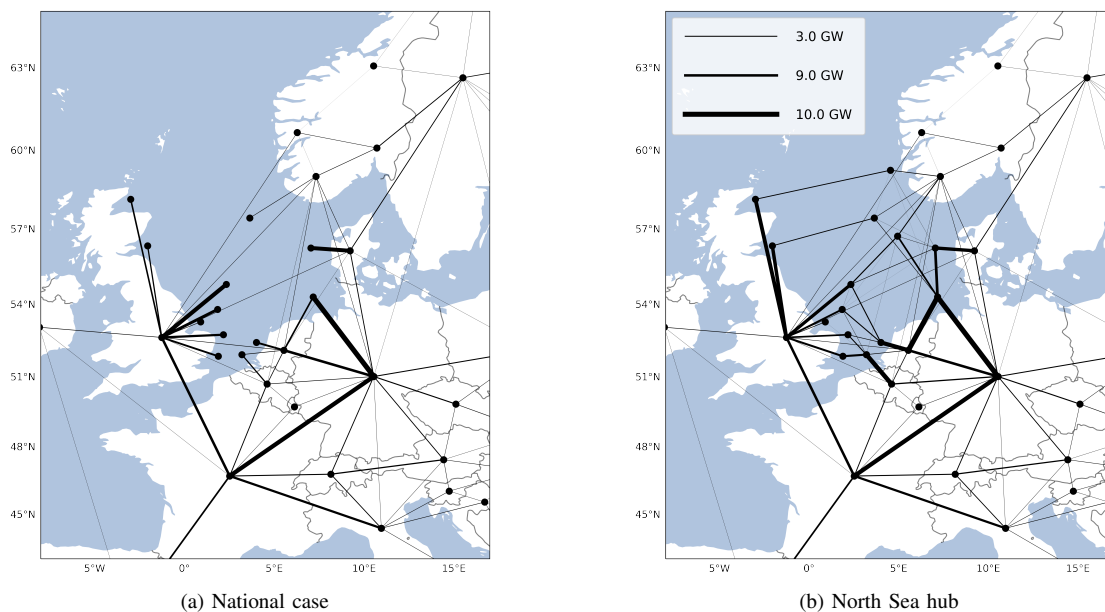 63°N
60°N
57°N
54°N
51°N
48°N
45°N
5°W 0° 5°E 10°E 15°E
(a) National case
3.0 GW
9.0 GW
10.0 GW
63°N
60°N
57°N
54°N
51°N
48°N
45°N
5°W 0° 5°E 10°E 15°E
(b) North Sea hub